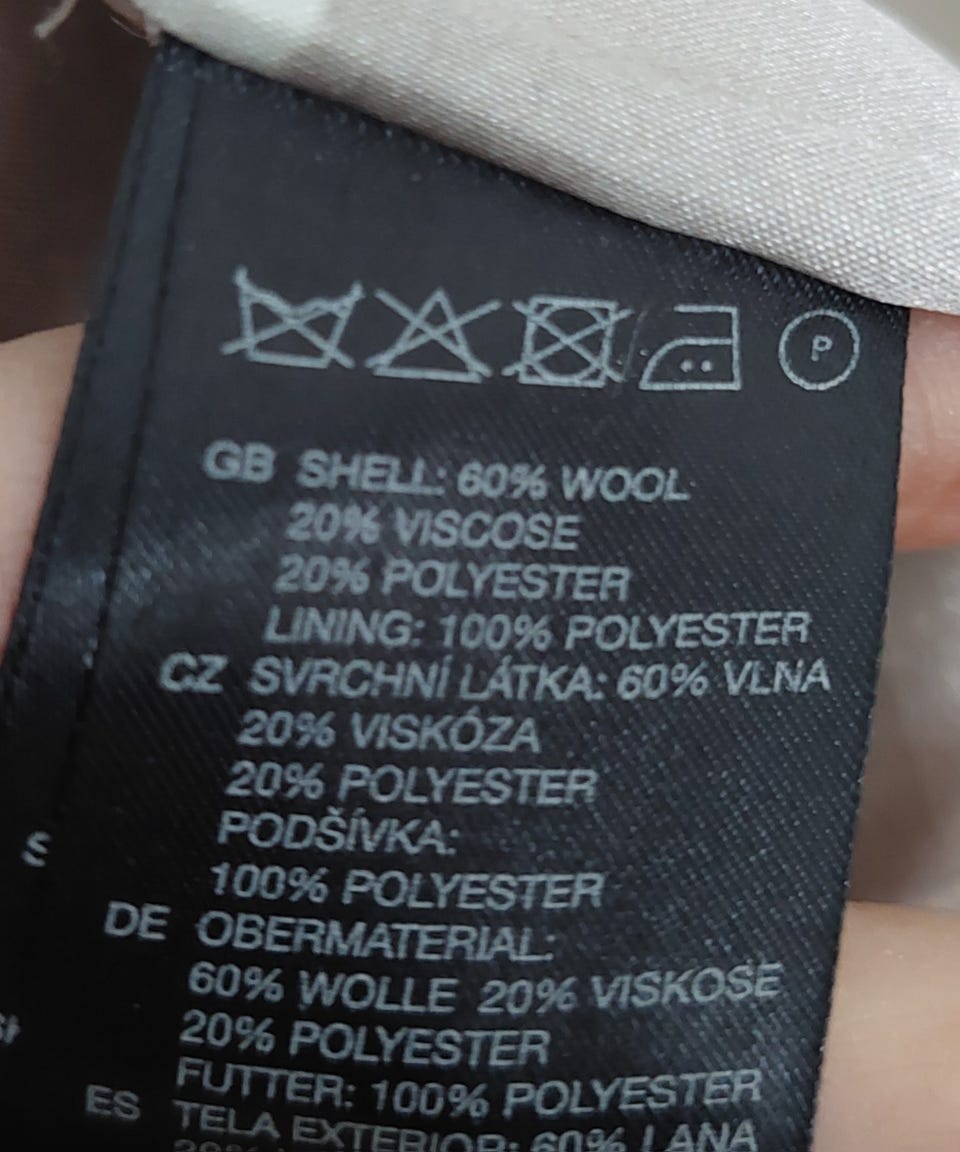 P
GB SHELL: 60% WOOL
20% VISCOSE
20% POLYESTER
LINING: 100% POLYESTER
CZ SVRCHNÍ LÁTKA: 60% VLNA
20% VISKÓZA
20% POLYESTER
PODŠÍVKA:
100% POLYESTER
DE OBERMATERIAL:
60% WOLLE 20% VISKOSE
20% POLYESTER
FUTTER: 100% POLYESTER
ES TELA EXTERIOR: 60% LANA